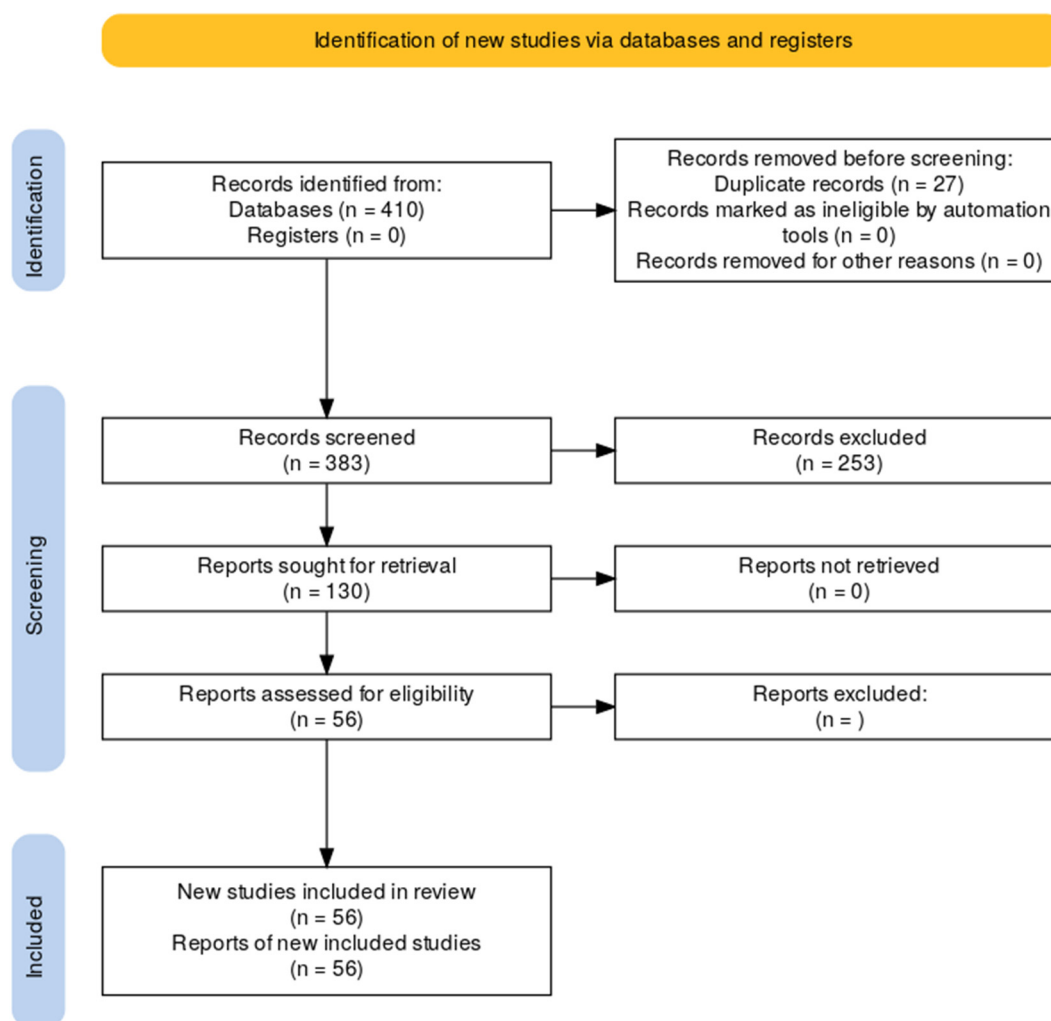 Identification of new studies via databases and registers
Identification
Records identified from:
Databases (n = 410)
Registers (n = 0)
Records removed before screening:
Duplicate records (n = 27)
Records marked as ineligible by automation
tools (n = 0)
Records removed for other reasons (n = 0)
Screening
Records screened
(n = 383)
Records excluded
(n = 253)
Reports sought for retrieval
(n = 130)
Reports not retrieved
(n = 0)
Reports assessed for eligibility
(n = 56)
Reports excluded:
(n = )
Included
New studies included in review
(n = 56)
Reports of new included studies
(n = 56)